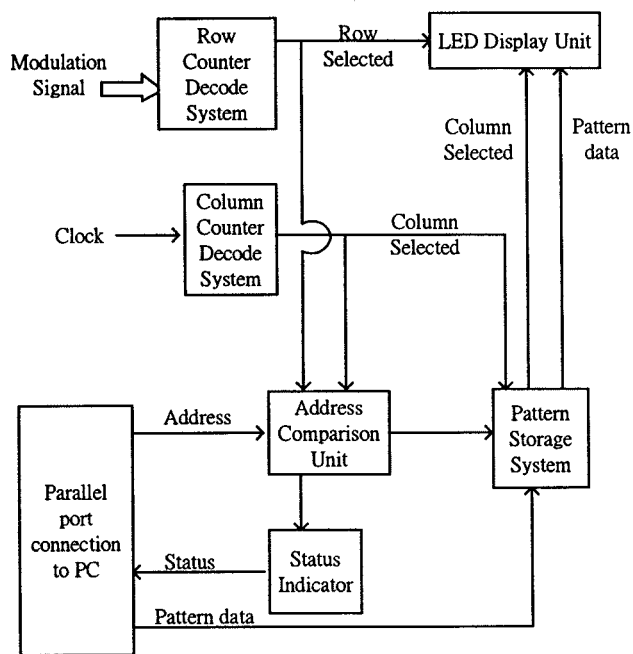 Modulation
Signal
Row
Counter
Decode
System
Row
Selected
LED Display Unit
Column
Selected
Pattern
data
Clock
Column
Counter
Decode
System
Column
Selected
Parallel
port
connection
to PC
Address
Address
Comparison
Unit
Pattern
Storage
System
Status
Status
Indicator
Pattern data